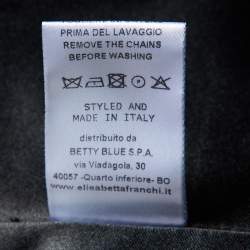 PRIMA DEL LAVAGGIO
REMOVE THE CHAINS
BEFORE WASHING
STYLED AND
MADE IN ITALY
distribuito da
BETTY BLUE S.P.A.
via Viadagola, 30
40057 -Quarto inferiore- BO
www.elisabettafranchi.com